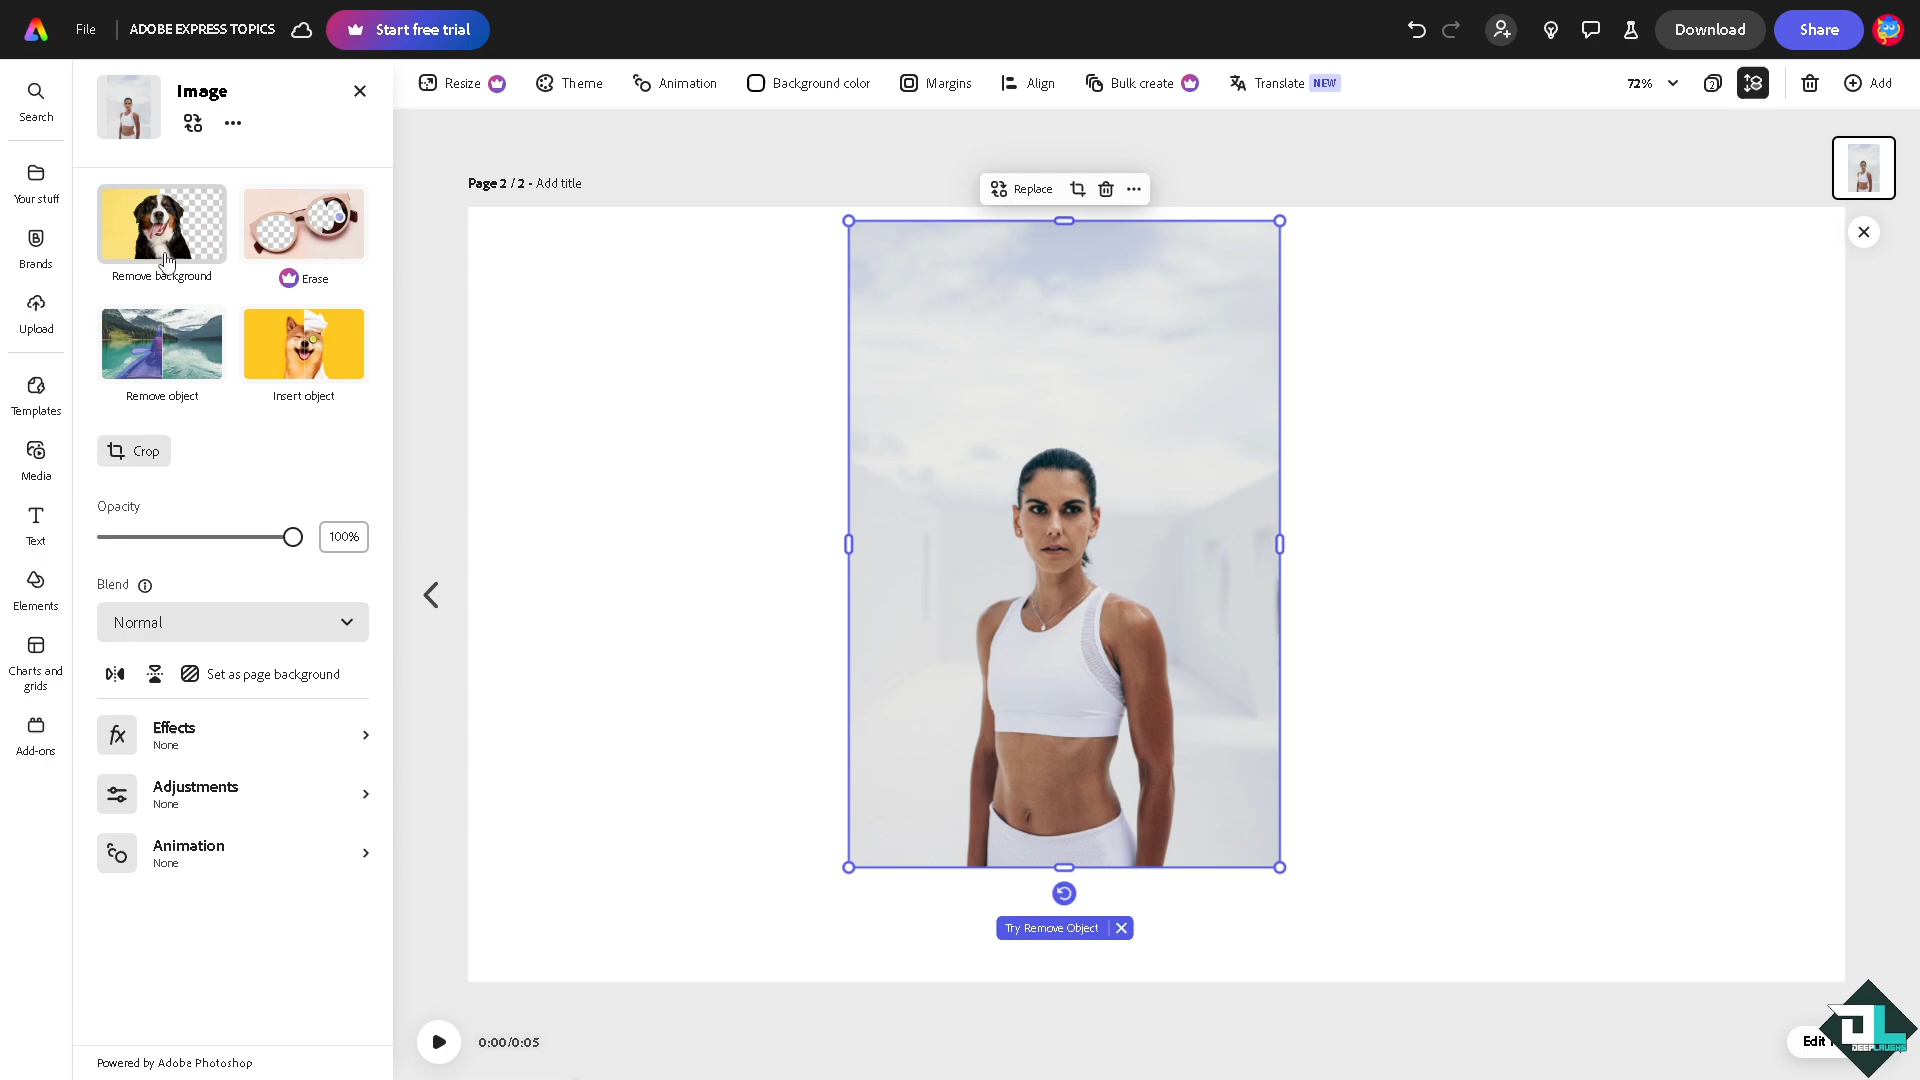 File
ADOBE EXPRESS TOPICS
Start free trial
Download
Share
Search
Your stuff
Brands
Upload
Templates
Media
Text
Elements
Charts and
grids
Add-ons
Image
Remove background
Erase
Remove object
Insert object
Crop
Opacity
100%
Blend
Normal
Set as page background
Effects
None
Adjustments
None
Animation
None
Powered by Adobe Photoshop
Resize
Theme
Animation
Background color
Margins
Align
Bulk create
Translate NEW
72%
2
Add
Page 2 / 2 - Add title
Replace
Try Remove Object
0:00/0:05
Edit
DEEPLAUGHS